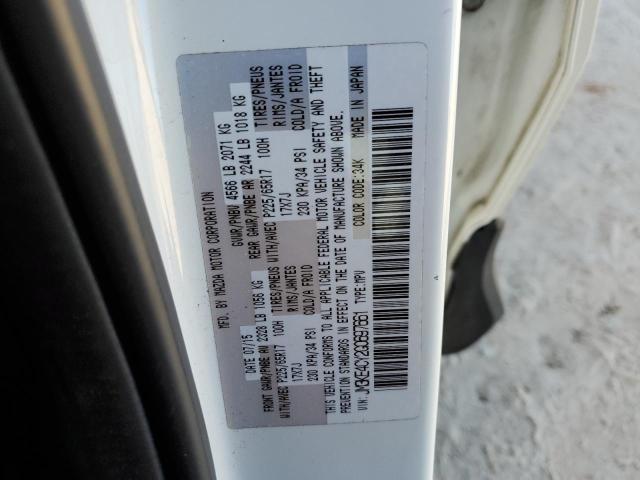 MFD. BY MAZDA MOTOR CORPORATION
DATE 07/15 GVWR/PNBV 4566 LB 2071 KG
FRONT GAWR/PNBE AV 2328 LB 1056 KG REAR GAWR/PNBE AR 2244 LB 1018 KG
WITH/AVEC P225/65R17 100H TIRES/PNEUS WITH/AVEC P225/65R17 100H TIRES/PNEUS
17X7J RIMS/JANTES 17X7J RIMS/JANTES
230 KPA/34 PSI COLD/A FROID 230 KPA/34 PSI COLD/A FROID
THIS VEHICLE CONFORMS TO ALL APPLICABLE FEDERAL MOTOR VEHICLE SAFETY AND THEFT
PREVENTION STANDARDS IN EFFECT ON THE DATE OF MANUFACTURE SHOWN ABOVE.
VIN: TYPE:MPV COLOR CODE:34K MADE IN JAPAN